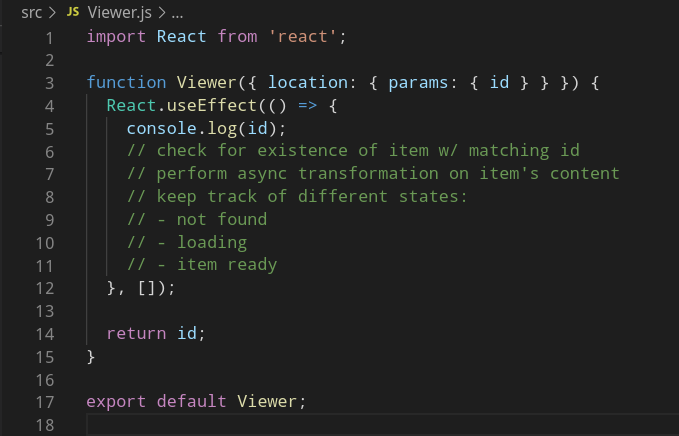 src > JS Viewer.js > ...
1 import React from 'react';
2
3 function Viewer({ location: { params: { id } } }) {
4   React.useEffect(() => {
5     console.log(id);
6     // check for existence of item w/ matching id
7     // perform async transformation on item's content
8     // keep track of different states:
9     // - not found
10     // - loading
11     // - item ready
12   }, []);
13
14   return id;
15 }
16
17 export default Viewer;
18